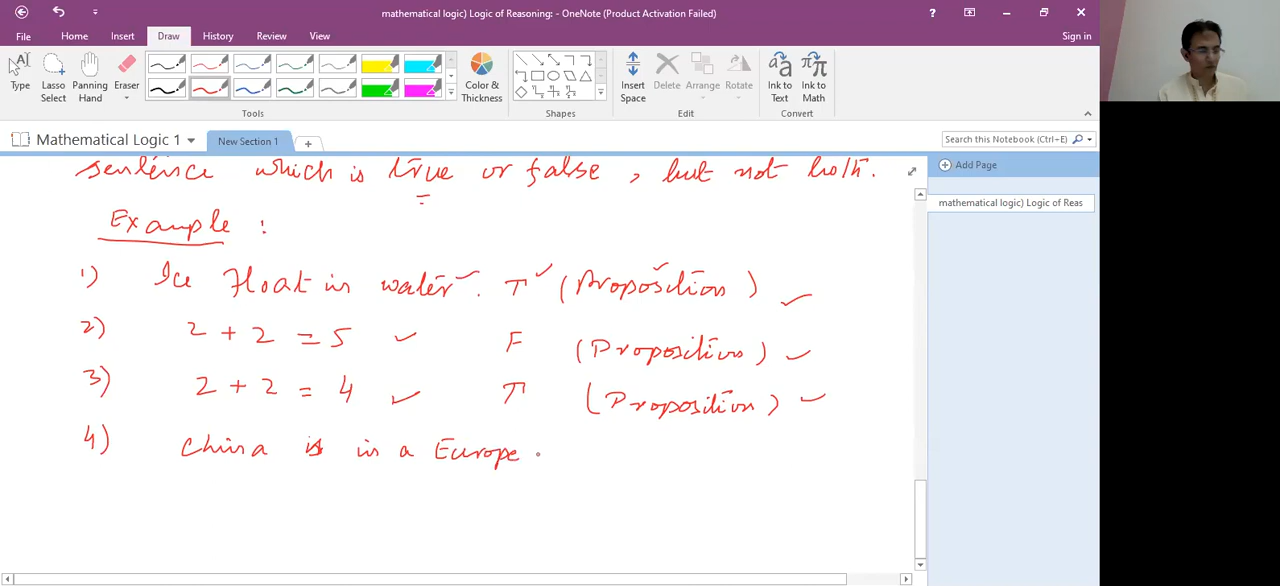 mathematical logic) Logic of Reasoning: - OneNote (Product Activation Failed)
?
File Home Insert Draw History Review View Sign in
Type
Lasso Select
Panning Hand
Eraser
Color & Thickness
Insert Space
Delete
Arrange
Rotate
Ink to Text
Ink to Math
Tools Shapes Edit Convert
Mathematical Logic 1
New Section 1
Search this Notebook (Ctrl+E)
Add Page
mathematical logic) Logic of Reas
sentence which is true or false, but not both.
Example :
1) Ice Float in water. T (Proposition)
2) 2 + 2 = 5 F (Proposition)
3) 2 + 2 = 4 T (Proposition)
4) China is in a Europe.